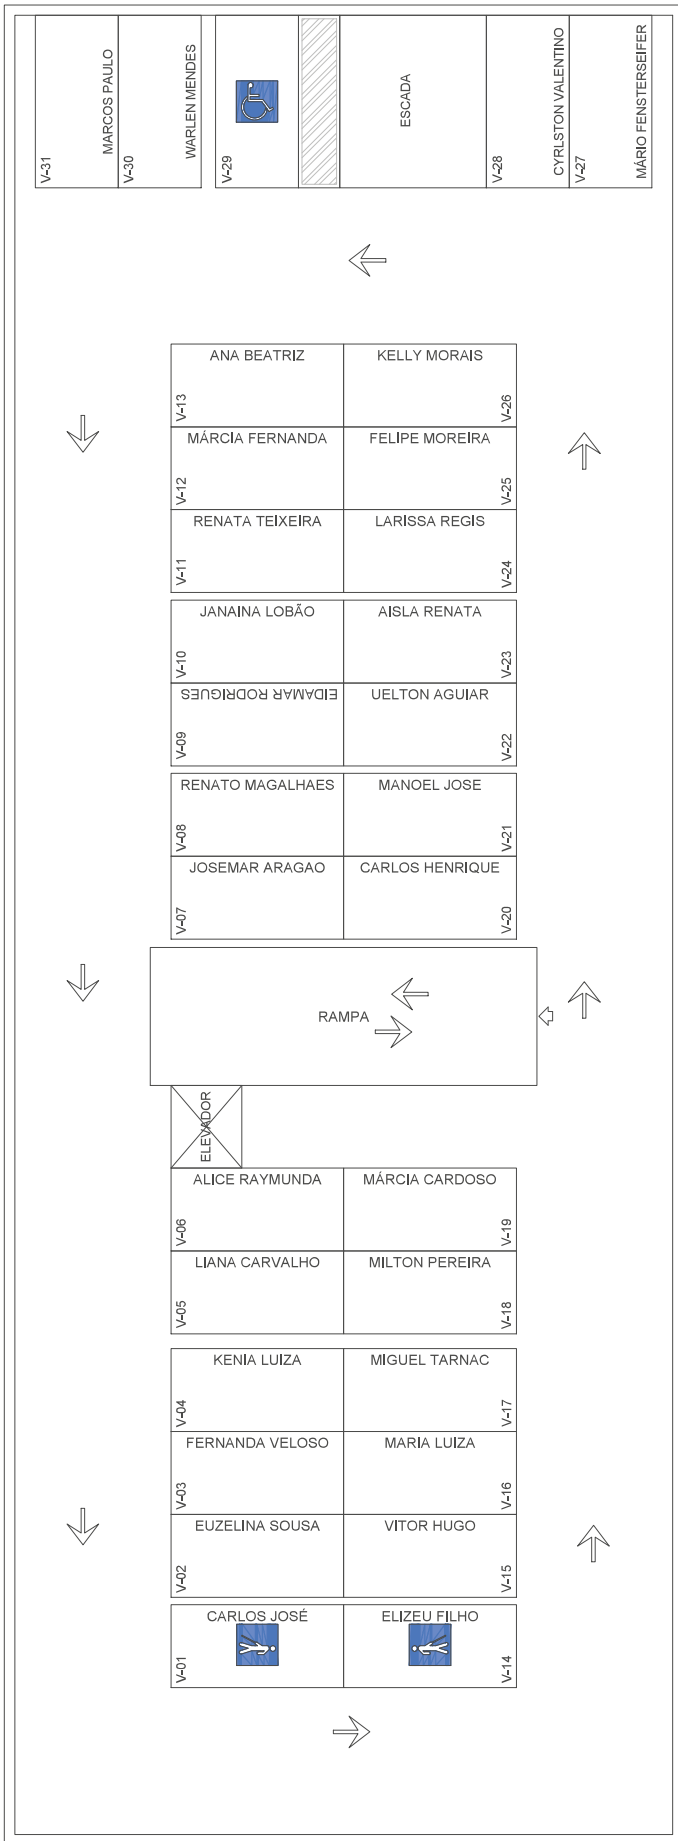 V-31
MARCOS PAULO
V-30
WARLEN MENDES
V-29
ESCADA
V-28
CYRLSTON VALENTINO
V-27
MÁRIO FENSTERSEIFER
ANA BEATRIZ
V-13
KELLY MORAIS
V-26
MÁRCIA FERNANDA
V-12
FELIPE MOREIRA
V-25
RENATA TEIXEIRA
V-11
LARISSA REGIS
V-24
JANAINA LOBÃO
V-10
AISLA RENATA
V-23
EIDAMAR RODRIGUES
V-09
UELTON AGUIAR
V-22
RENATO MAGALHAES
V-08
MANOEL JOSE
V-21
JOSEMAR ARAGAO
V-07
CARLOS HENRIQUE
V-20
RAMPA
ELEVADOR
ALICE RAYMUNDA
V-06
MÁRCIA CARDOSO
V-19
LIANA CARVALHO
V-05
MILTON PEREIRA
V-18
KENIA LUIZA
V-04
MIGUEL TARNAC
V-17
FERNANDA VELOSO
V-03
MARIA LUIZA
V-16
EUZELINA SOUSA
V-02
VITOR HUGO
V-15
CARLOS JOSÉ
V-01
ELIZEU FILHO
V-14